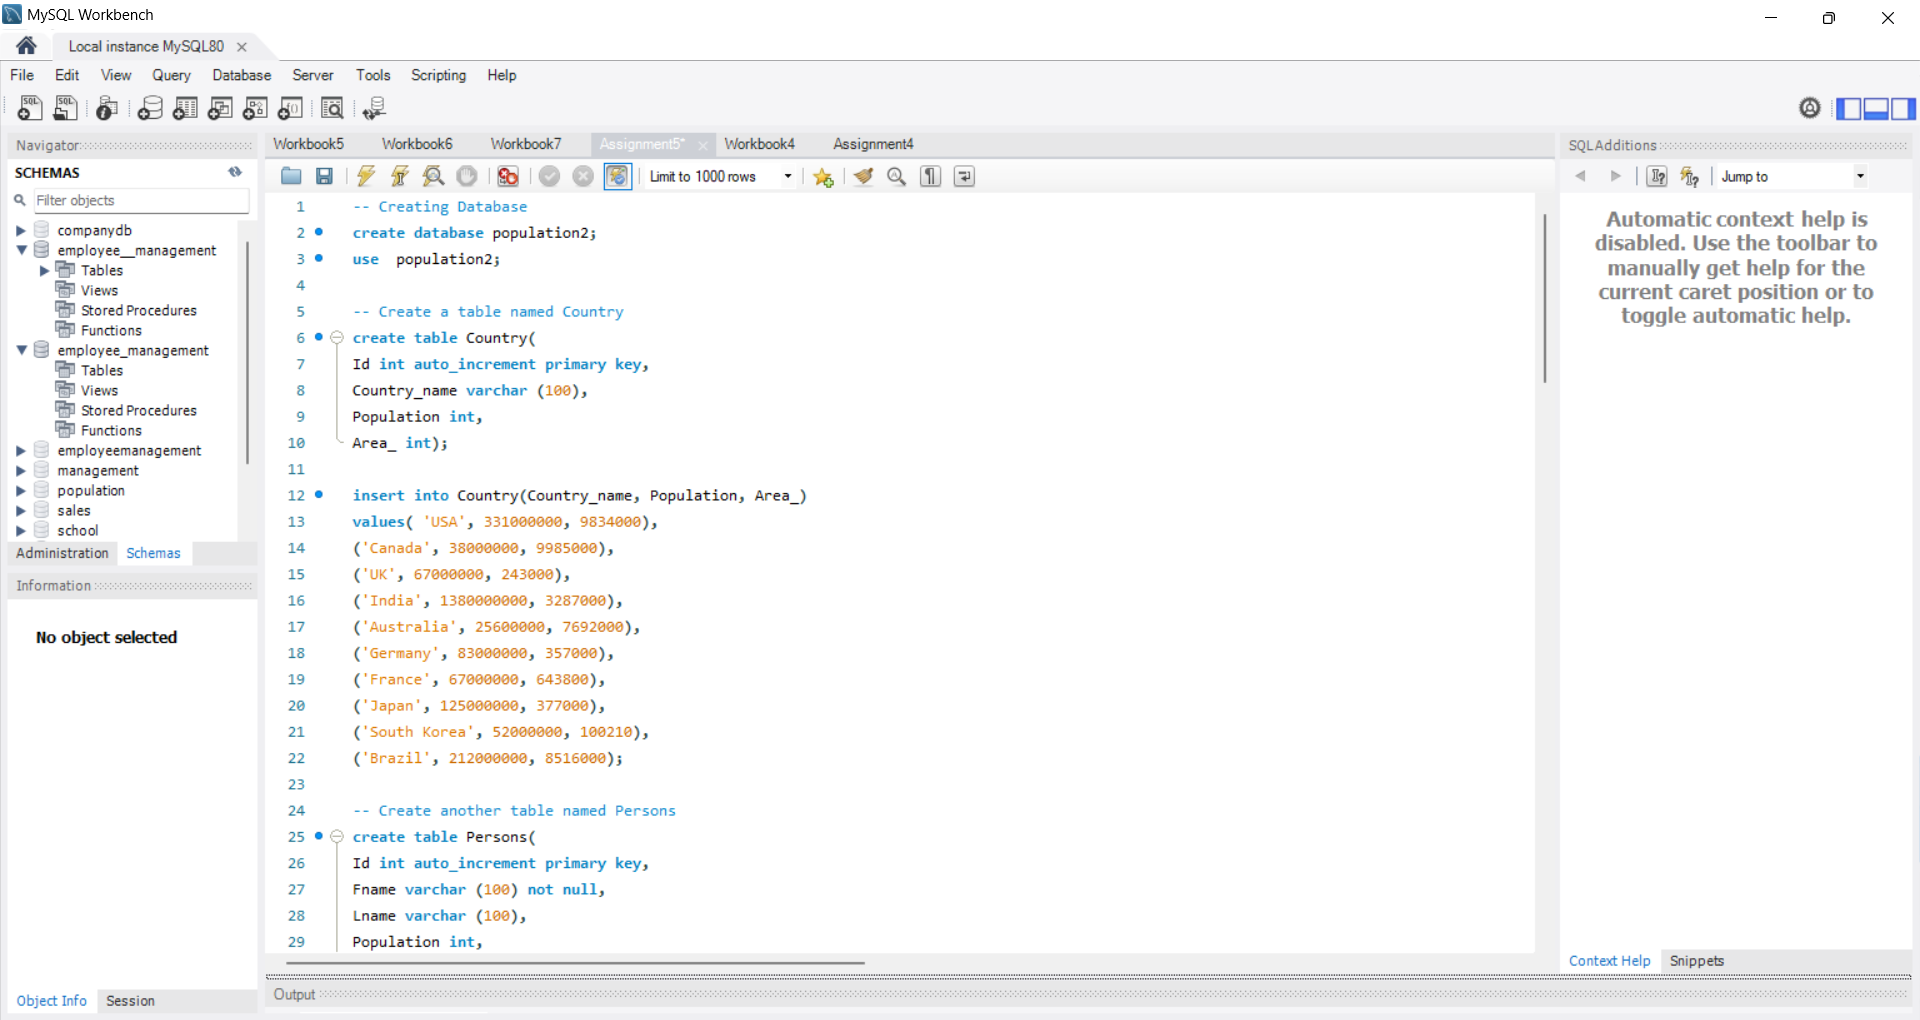 MySQL Workbench
Local instance MySQL80
File Edit View Query Database Server Tools Scripting Help
Navigator
SCHEMAS
Filter objects
companydb
employee__management
Tables
Views
Stored Procedures
Functions
employee_management
Tables
Views
Stored Procedures
Functions
employeemanagement
management
population
sales
school
Administration Schemas
Information
No object selected
Object Info Session
Workbook5 Workbook6 Workbook7 Assignment5* Workbook4 Assignment4
Limit to 1000 rows
1 -- Creating Database
2 create database population2;
3 use  population2;
4
5 -- Create a table named Country
6 create table Country(
7 Id int auto_increment primary key,
8 Country_name varchar (100),
9 Population int,
10 Area_ int);
11
12 insert into Country(Country_name, Population, Area_)
13 values( 'USA', 331000000, 9834000),
14 ('Canada', 38000000, 9985000),
15 ('UK', 67000000, 243000),
16 ('India', 1380000000, 3287000),
17 ('Australia', 25600000, 7692000),
18 ('Germany', 83000000, 357000),
19 ('France', 67000000, 643800),
20 ('Japan', 125000000, 377000),
21 ('South Korea', 52000000, 100210),
22 ('Brazil', 212000000, 8516000);
23
24 -- Create another table named Persons
25 create table Persons(
26 Id int auto_increment primary key,
27 Fname varchar (100) not null,
28 Lname varchar (100),
29 Population int,
Output
SQLAdditions
Jump to
Automatic context help is
disabled. Use the toolbar to
manually get help for the
current caret position or to
toggle automatic help.
Context Help Snippets